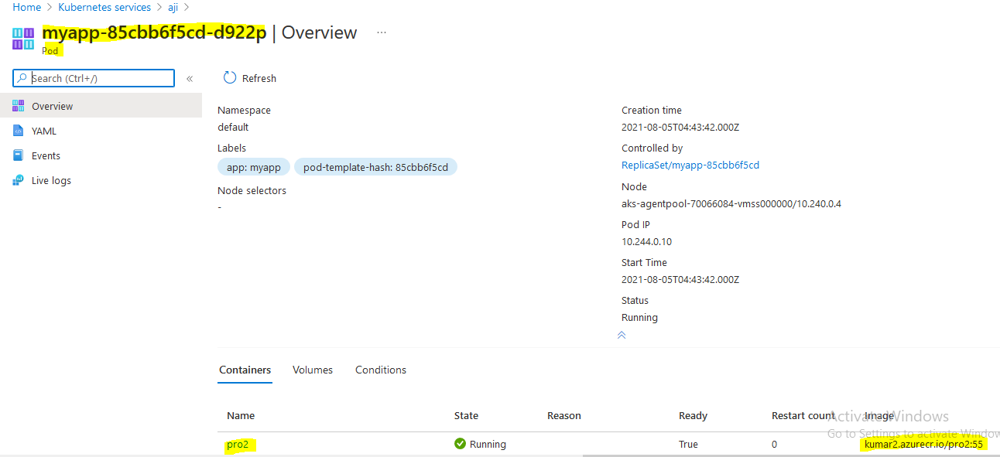 Home > Kubernetes services > aji >
myapp-85cbb6f5cd-d922p | Overview ...
Pod
Search (Ctrl+/) «
Refresh
Overview
YAML
Events
Live logs
Namespace
default
Labels
app: myapp pod-template-hash: 85cbb6f5cd
Node selectors
-
Creation time
2021-08-05T04:43:42.000Z
Controlled by
ReplicaSet/myapp-85cbb6f5cd
Node
aks-agentpool-70066084-vmss000000/10.240.0.4
Pod IP
10.244.0.10
Start Time
2021-08-05T04:43:42.000Z
Status
Running
Containers Volumes Conditions
Name State Reason Ready Restart count Image
pro2 Running True 0 kumar2.azurecr.io/pro2:55
Activate Windows
Go to Settings to activate Window